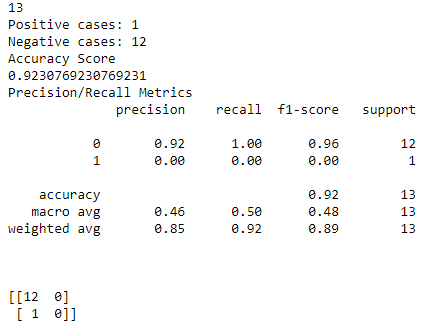 13
Positive cases: 1
Negative cases: 12
Accuracy Score
0.9230769230769231
Precision/Recall Metrics
precision recall f1-score support
0 0.92 1.00 0.96 12
1 0.00 0.00 0.00 1
accuracy 0.92 13
macro avg 0.46 0.50 0.48 13
weighted avg 0.85 0.92 0.89 13
[[12 0]
[ 1 0]]